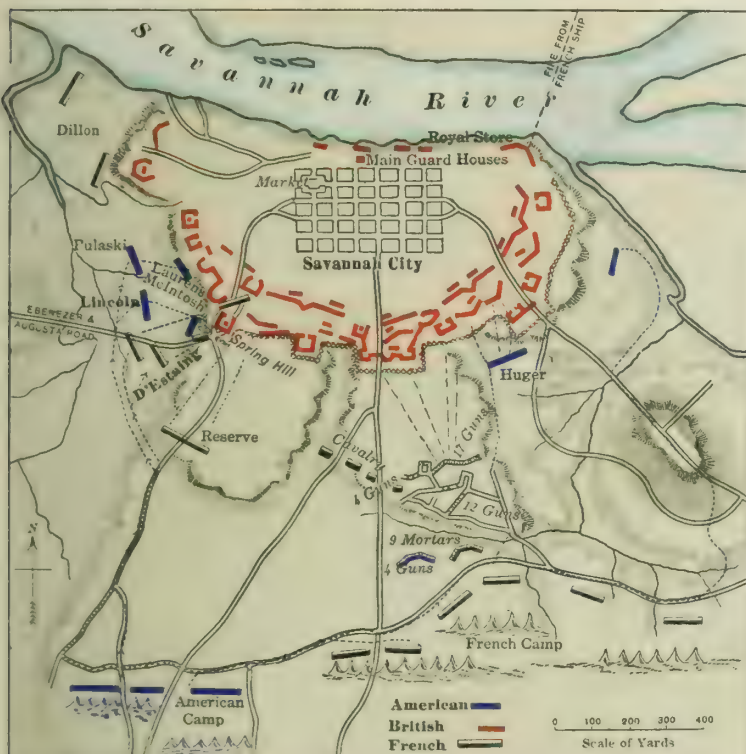 Savannah River
FIRE FROM
FRENCH SHIP
Dillon
Royal Store
Main Guard Houses
Market
Savannah City
Pulaski
Laurens
McIntosh
Lincoln
EBENEZER &
AUGUSTA ROAD
Spring Hill
D'Estaing
Huger
Reserve
Cavalry
17 Guns
4 Guns
12 Guns
9 Mortars
4 Guns
N
French Camp
American
Camp
American
British
French
0 100 200 400
Scale of Yards